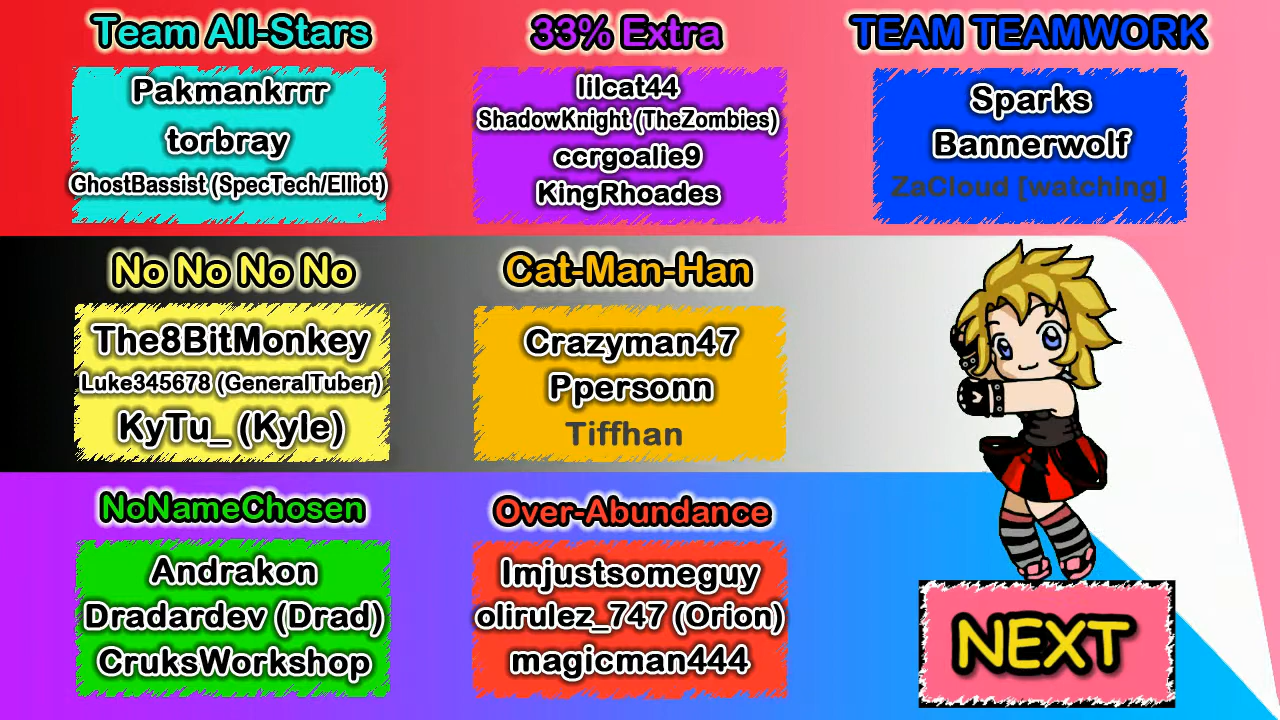 Team All-Stars
Pakmankrrr
torbray
GhostBassist (SpecTech/Elliot)
33% Extra
lilcat44
ShadowKnight (TheZombies)
ccrgoalie9
KingRhoades
TEAM TEAMWORK
Sparks
Bannerwolf
ZaCloud [watching]
No No No No
The8BitMonkey
Luke345678 (GeneralTuber)
KyTu_ (Kyle)
Cat-Man-Han
Crazyman47
Ppersonn
Tiffhan
NoNameChosen
Andrakon
Dradardev (Drad)
CruksWorkshop
Over-Abundance
Imjustsomeguy
olirulez_747 (Orion)
magicman444
NEXT